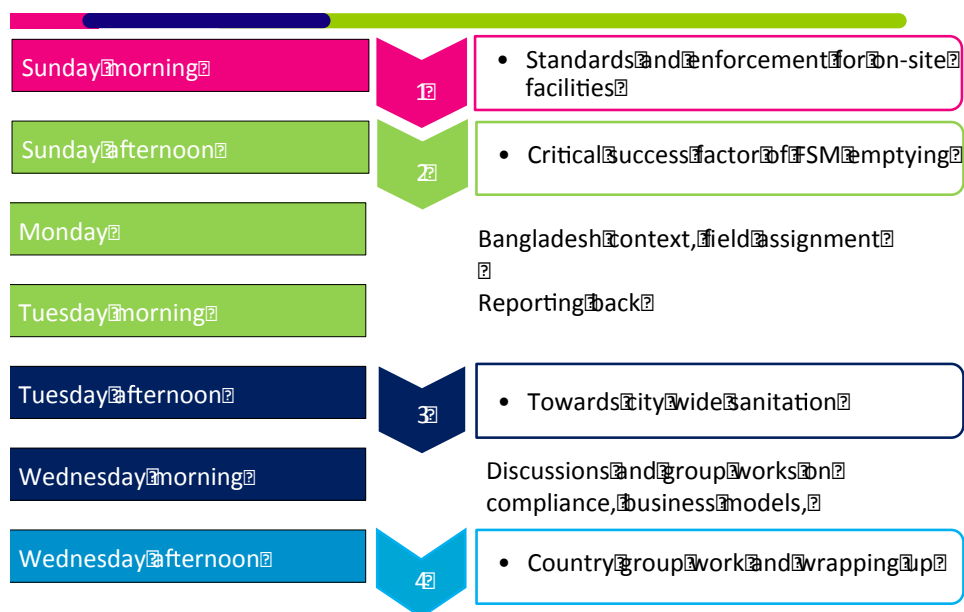 Sunday morning
1
• Standards and enforcement for on-site
facilities
Sunday afternoon
2
• Critical success factor of FSM emptying
Monday
Bangladesh context, field assignment
Tuesday morning
Reporting back
Tuesday afternoon
3
• Towards city wide sanitation
Wednesday morning
Discussions and group works on
compliance, business models,
Wednesday afternoon
4
• Country group work and wrapping up